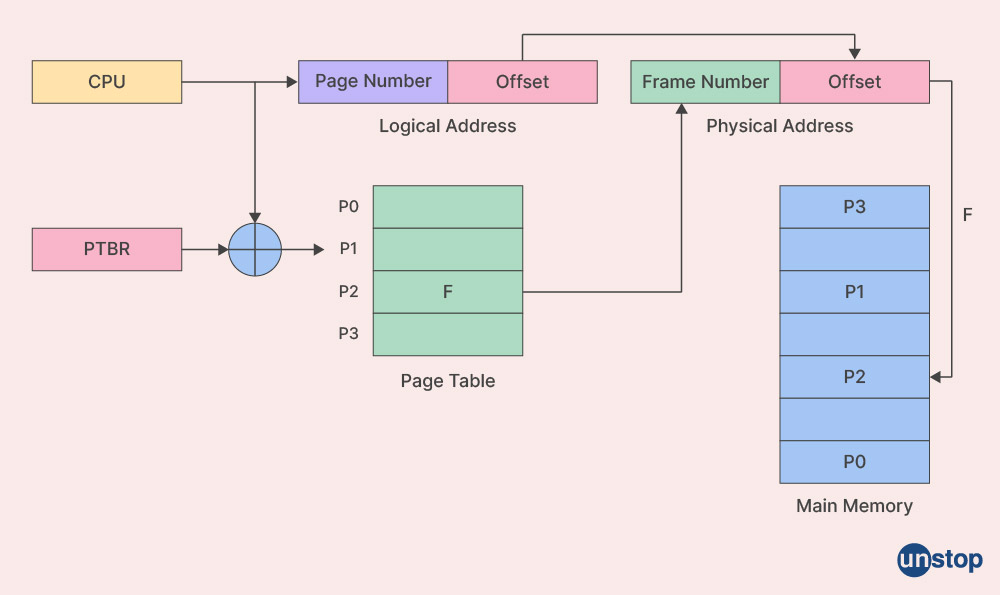 CPU
Page Number
Offset
Frame Number
Offset
Logical Address
Physical Address
P0
P3
F
PTBR
P1
P2
F
P1
P3
P2
Page Table
P0
Main Memory
unstop